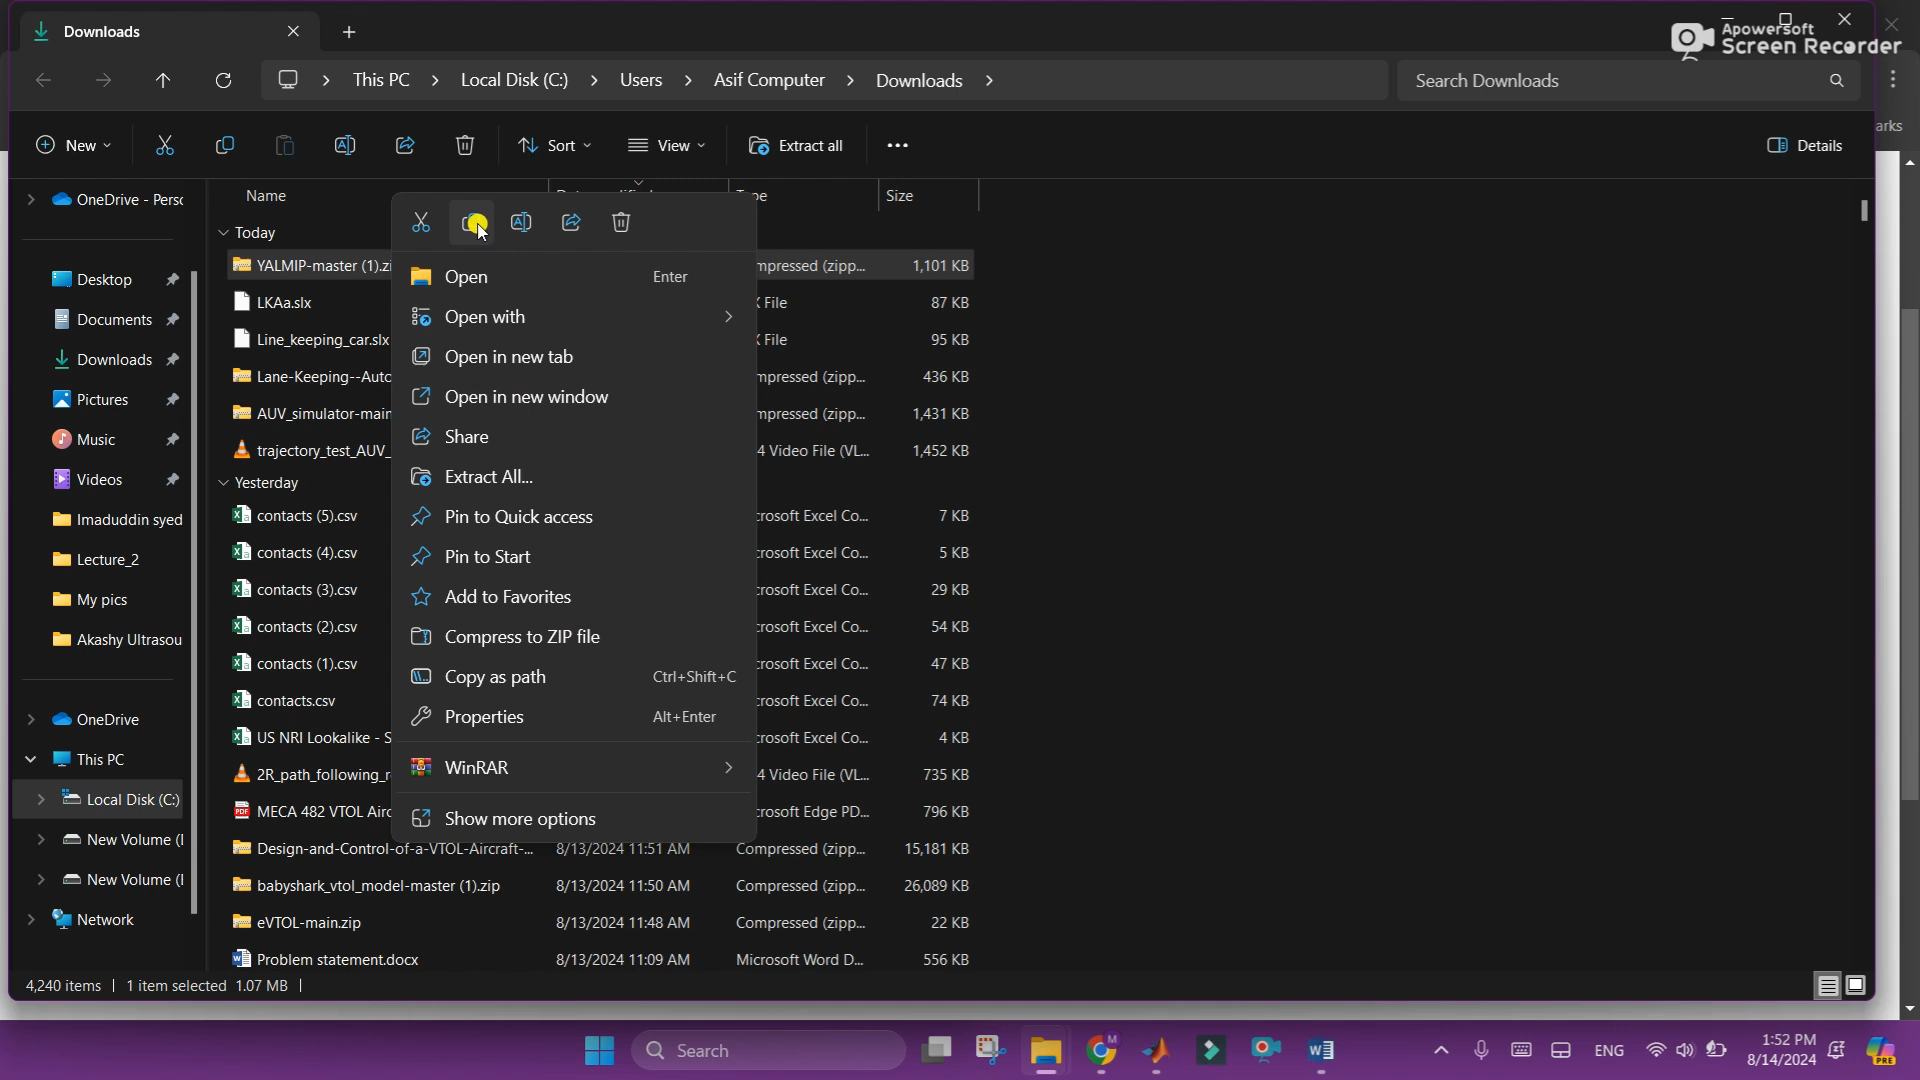 Downloads
Apowersoft
Screen Recorder
This PC > Local Disk (C:) > Users > Asif Computer > Downloads >
Search Downloads
arks
New
Sort
View
Extract all
Details
OneDrive - Perso
Desktop
Documents
Downloads
Pictures
Music
Videos
Imaduddin syed
Lecture_2
My pics
Akashy Ultrasou
OneDrive
This PC
Local Disk (C:)
New Volume (
New Volume (
Network
Name Size
Today
YALMIP-master (1).zi mpressed (zipp... 1,101 KB
LKAa.slx File 87 KB
Line_keeping_car.slx File 95 KB
Lane-Keeping--Auto mpressed (zipp... 436 KB
AUV_simulator-main mpressed (zipp... 1,431 KB
trajectory_test_AUV_ 4 Video File (VL... 1,452 KB
Yesterday
contacts (5).csv crosoft Excel Co... 7 KB
contacts (4).csv crosoft Excel Co... 5 KB
contacts (3).csv crosoft Excel Co... 29 KB
contacts (2).csv crosoft Excel Co... 54 KB
contacts (1).csv crosoft Excel Co... 47 KB
contacts.csv crosoft Excel Co... 74 KB
US NRI Lookalike - S crosoft Excel Co... 4 KB
2R_path_following_r 4 Video File (VL... 735 KB
MECA 482 VTOL Airc crosoft Edge PD... 796 KB
Design-and-Control-of-a-VTOL-Aircraft-... 8/13/2024 11:51 AM Compressed (zipp... 15,181 KB
babyshark_vtol_model-master (1).zip 8/13/2024 11:50 AM Compressed (zipp... 26,089 KB
eVTOL-main.zip 8/13/2024 11:48 AM Compressed (zipp... 22 KB
Problem statement.docx 8/13/2024 11:09 AM Microsoft Word D... 556 KB
Open Enter
Open with
Open in new tab
Open in new window
Share
Extract All...
Pin to Quick access
Pin to Start
Add to Favorites
Compress to ZIP file
Copy as path Ctrl+Shift+C
Properties Alt+Enter
WinRAR
Show more options
4,240 items | 1 item selected 1.07 MB |
Search
ENG
1:52 PM
8/14/2024
PRE